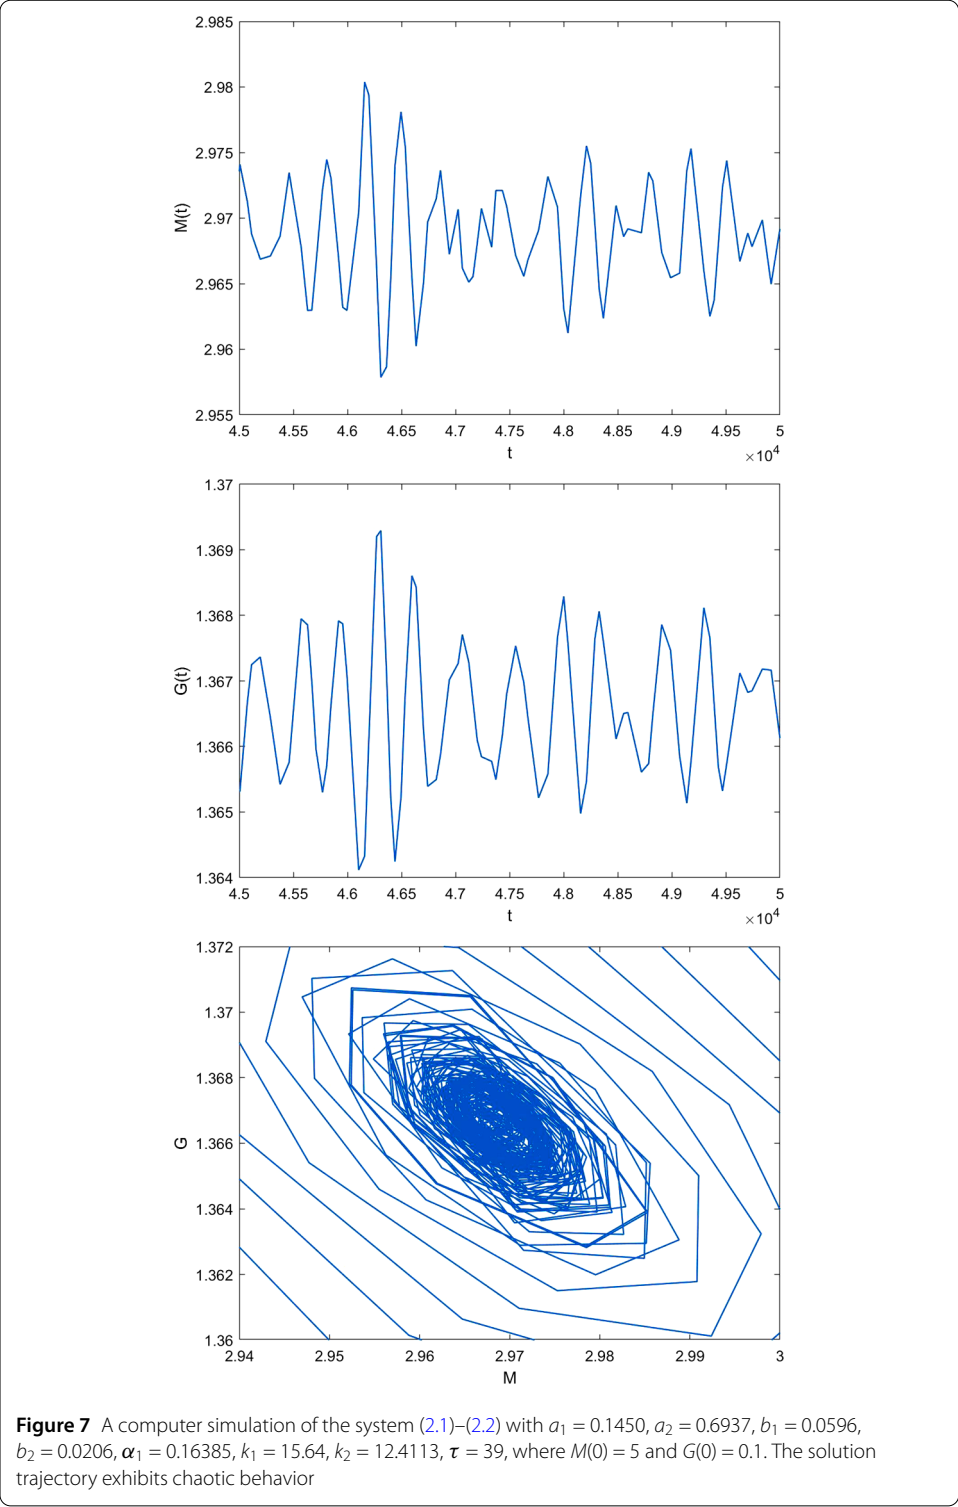 2.985
2.98
2.975
2.97
2.965
2.96
2.955
M(t)
4.5 4.55 4.6 4.65 4.7 4.75 4.8 4.85 4.9 4.95 5
t
×10⁴
1.37
1.369
1.368
1.367
1.366
1.365
1.364
G(t)
4.5 4.55 4.6 4.65 4.7 4.75 4.8 4.85 4.9 4.95 5
t
×10⁴
1.372
1.37
1.368
1.366
1.364
1.362
1.36
G
2.94 2.95 2.96 2.97 2.98 2.99 3
M
Figure 7 A computer simulation of the system (2.1)–(2.2) with a₁ = 0.1450, a₂ = 0.6937, b₁ = 0.0596,
b₂ = 0.0206, α₁ = 0.16385, k₁ = 15.64, k₂ = 12.4113, τ = 39, where M(0) = 5 and G(0) = 0.1. The solution
trajectory exhibits chaotic behavior